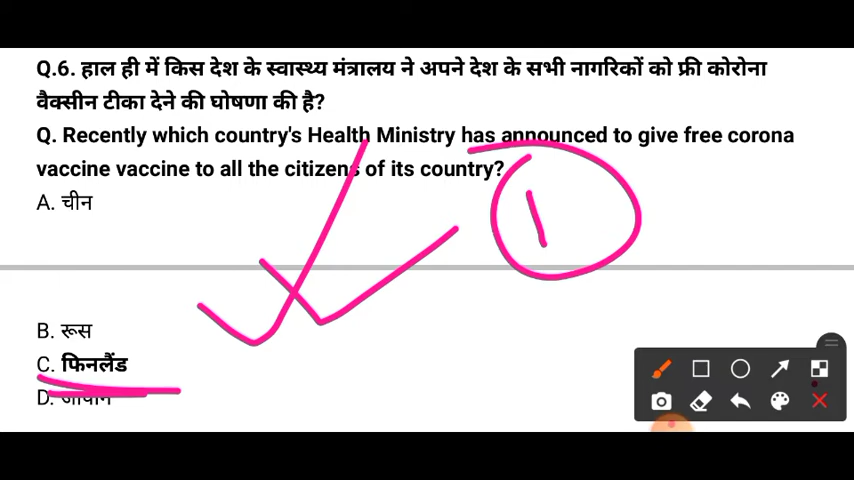 Q.6. हाल ही में किस देश के स्वास्थ्य मंत्रालय ने अपने देश के सभी नागरिकों को फ्री कोरोना
वैक्सीन टीका देने की घोषणा की है?
Q. Recently which country's Health Ministry has announced to give free corona
vaccine vaccine to all the citizens of its country?
A. चीन
1
B. रूस
C. फिनलैंड
D. जापान